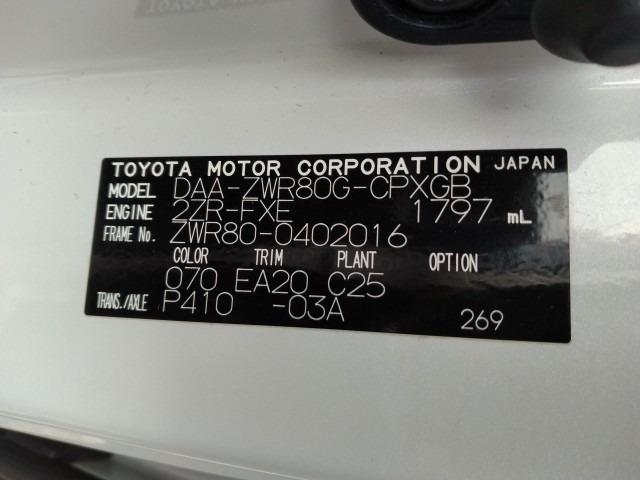 TOYOTA MOTOR CORPORATION JAPAN
MODEL DAA-ZWR80G-CPXGB
ENGINE 2ZR-FXE 1797 mL
FRAME No. ZWR80-0402016
COLOR TRIM PLANT OPTION
070 EA20 C25
TRANS./AXLE P410 -03A
269